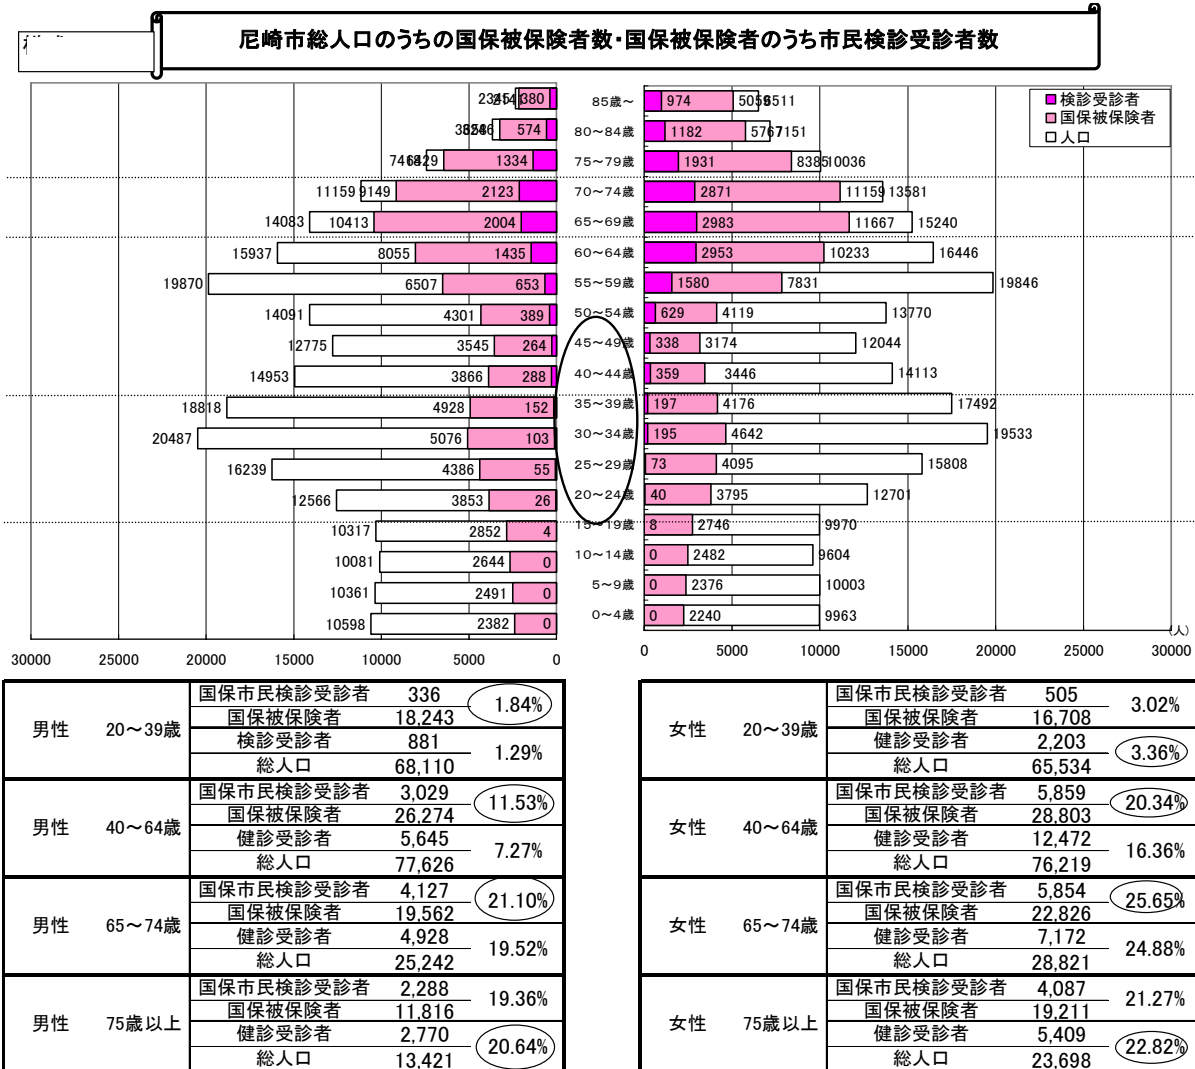 尼崎市総人口のうちの国保被保険者数・国保被保険者のうち市民検診受診者数
検診受診者
国保被保険者
人口
380 85歳～ 974
574 80～84歳 1182
1334 75～79歳 1931 8385 10036
11159 9149 2123 70～74歳 2871 11159 13581
14083 10413 2004 65～69歳 2983 11667 15240
15937 8055 1435 60～64歳 2953 10233 16446
19870 6507 653 55～59歳 1580 7831 19846
14091 4301 389 50～54歳 629 4119 13770
12775 3545 264 45～49歳 338 3174 12044
14953 3866 288 40～44歳 359 3446 14113
18818 4928 152 35～39歳 197 4176 17492
20487 5076 103 30～34歳 195 4642 19533
16239 4386 55 25～29歳 73 4095 15808
12566 3853 26 20～24歳 40 3795 12701
10317 2852 4 15～19歳 8 2746 9970
10081 2644 0 10～14歳 0 2482 9604
10361 2491 0 5～9歳 0 2376 10003
10598 2382 0 0～4歳 0 2240 9963
(人)
30000 25000 20000 15000 10000 5000 0 0 5000 10000 15000 20000 25000 30000
男性 20～39歳
国保市民検診受診者 336 1.84%
国保被保険者 18,243
検診受診者 881 1.29%
総人口 68,110
男性 40～64歳
国保市民検診受診者 3,029 11.53%
国保被保険者 26,274
健診受診者 5,645 7.27%
総人口 77,626
男性 65～74歳
国保市民検診受診者 4,127 21.10%
国保被保険者 19,562
健診受診者 4,928 19.52%
総人口 25,242
男性 75歳以上
国保市民検診受診者 2,288 19.36%
国保被保険者 11,816
健診受診者 2,770 20.64%
総人口 13,421
女性 20～39歳
国保市民検診受診者 505 3.02%
国保被保険者 16,708
健診受診者 2,203 3.36%
総人口 65,534
女性 40～64歳
国保市民検診受診者 5,859 20.34%
国保被保険者 28,803
健診受診者 12,472 16.36%
総人口 76,219
女性 65～74歳
国保市民検診受診者 5,854 25.65%
国保被保険者 22,826
健診受診者 7,172 24.88%
総人口 28,821
女性 75歳以上
国保市民検診受診者 4,087 21.27%
国保被保険者 19,211
健診受診者 5,409 22.82%
総人口 23,698